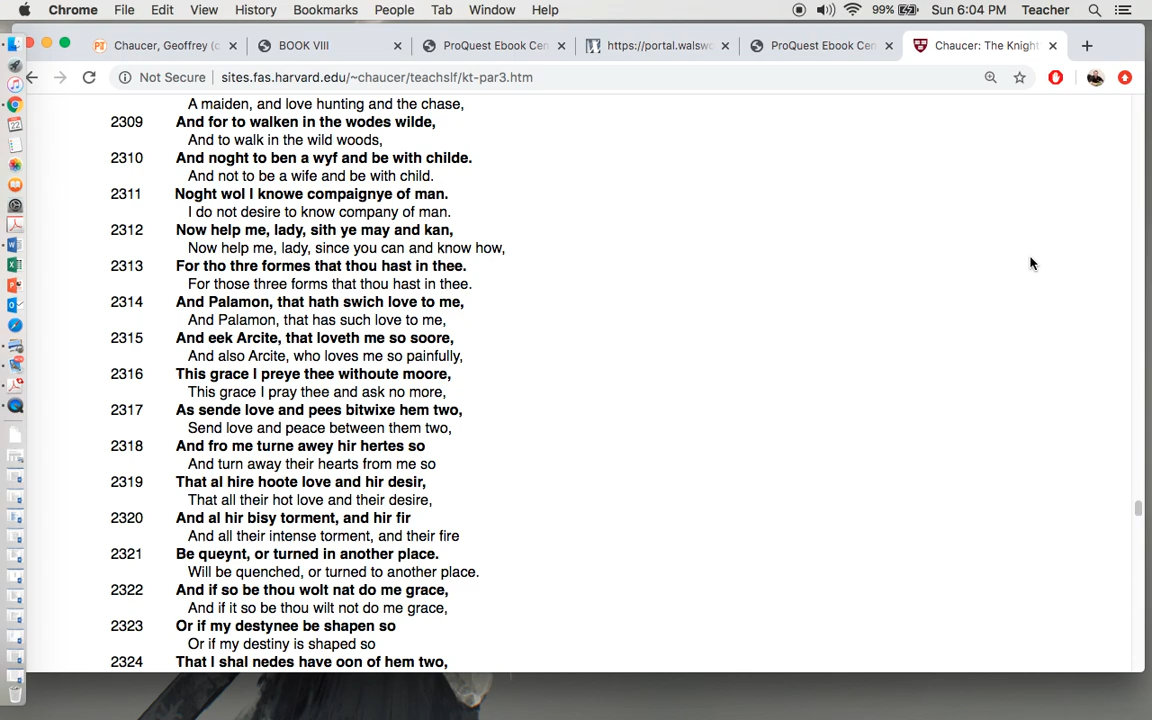 Chrome File Edit View History Bookmarks People Tab Window Help 99% Sun 6:04 PM Teacher
Chaucer, Geoffrey (c BOOK VIII ProQuest Ebook Cen https://portal.walsw ProQuest Ebook Cen Chaucer: The Knigh
Not Secure sites.fas.harvard.edu/~chaucer/teachslf/kt-par3.htm
A maiden, and love hunting and the chase,
2309 And for to walken in the wodes wilde,
And to walk in the wild woods,
2310 And noght to ben a wyf and be with childe.
And not to be a wife and be with child.
2311 Noght wol I knowe compaignye of man.
I do not desire to know company of man.
2312 Now help me, lady, sith ye may and kan,
Now help me, lady, since you can and know how,
2313 For tho thre formes that thou hast in thee.
For those three forms that thou hast in thee.
2314 And Palamon, that hath swich love to me,
And Palamon, that has such love to me,
2315 And eek Arcite, that loveth me so soore,
And also Arcite, who loves me so painfully,
2316 This grace I preye thee withoute moore,
This grace I pray thee and ask no more,
2317 As sende love and pees bitwixe hem two,
Send love and peace between them two,
2318 And fro me turne awey hir hertes so
And turn away their hearts from me so
2319 That al hire hoote love and hir desir,
That all their hot love and their desire,
2320 And al hir bisy torment, and hir fir
And all their intense torment, and their fire
2321 Be queynt, or turned in another place.
Will be quenched, or turned to another place.
2322 And if so be thou wolt nat do me grace,
And if it so be thou wilt not do me grace,
2323 Or if my destynee be shapen so
Or if my destiny is shaped so
2324 That I shal nedes have oon of hem two,